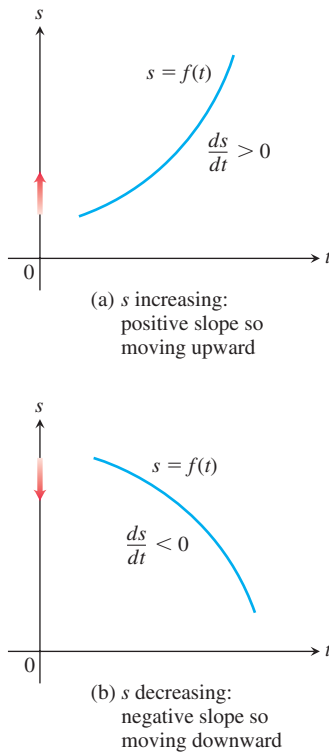 s
s = f(t)
ds/dt > 0
0
t
(a) s increasing:
positive slope so
moving upward
s
s = f(t)
ds/dt < 0
0
t
(b) s decreasing:
negative slope so
moving downward